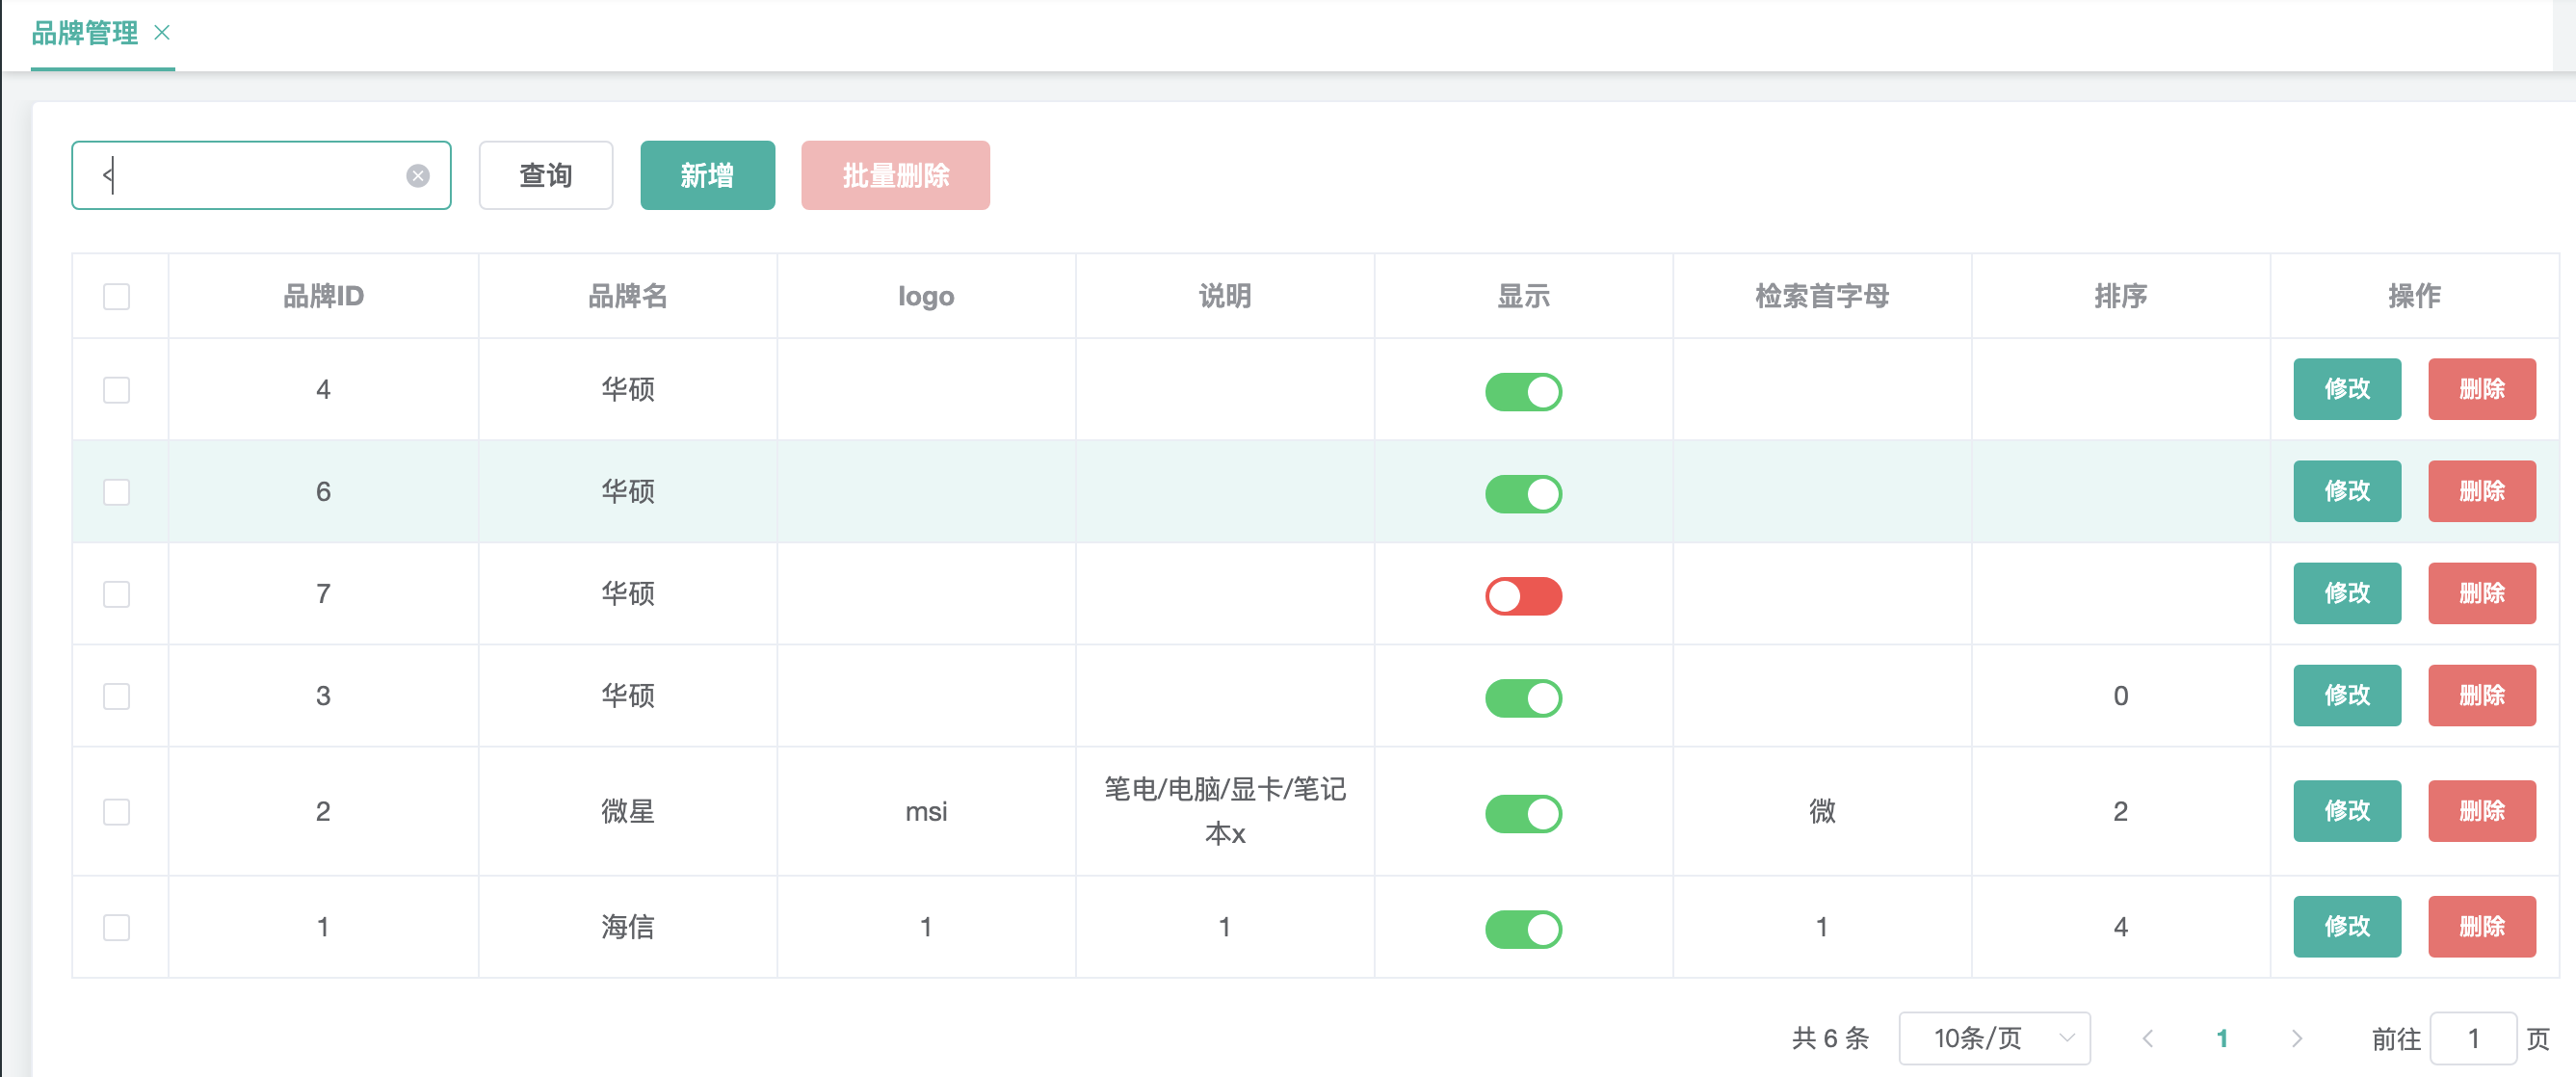 品牌管理
<
查询
新增
批量删除
品牌ID 品牌名 logo 说明 显示 检索首字母 排序 操作
4 华硕 修改 删除
6 华硕 修改 删除
7 华硕 修改 删除
3 华硕 0 修改 删除
2 微星 msi 笔电/电脑/显卡/笔记
本x
微 2 修改 删除
1 海信 1 1 1 4 修改 删除
共 6 条 10条/页 1 前往 1 页